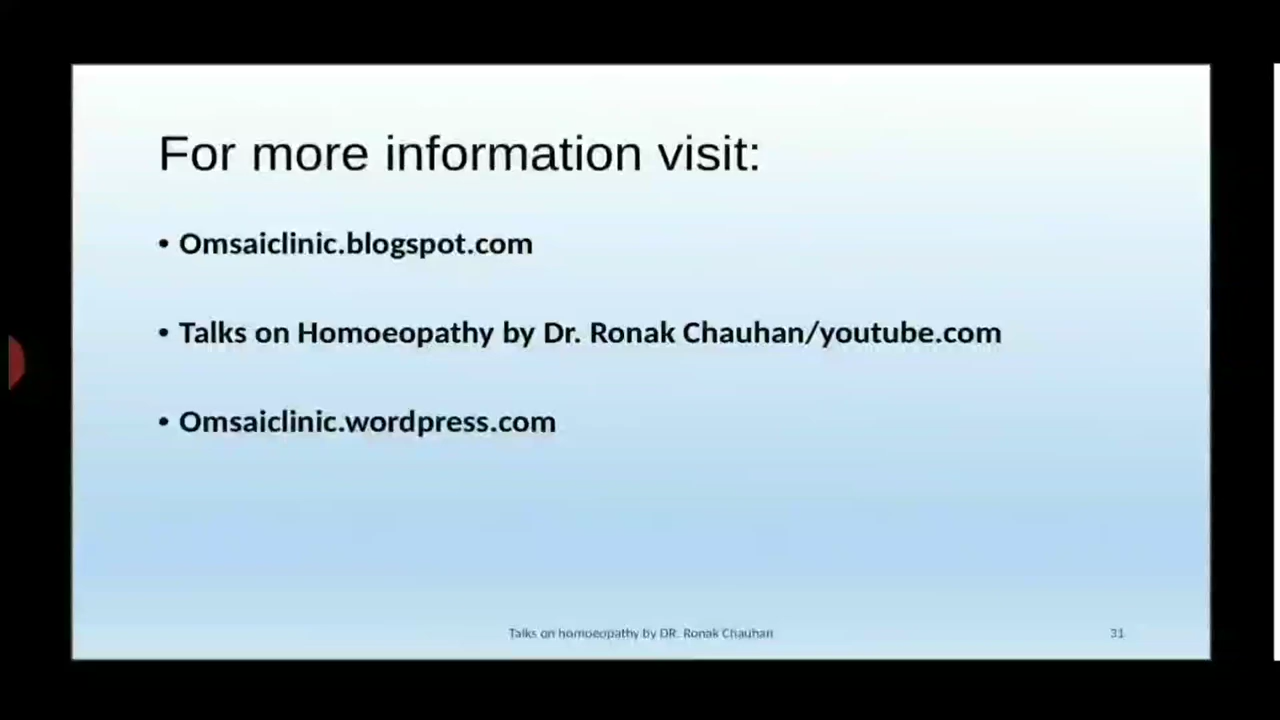 For more information visit:
• Omsaiclinic.blogspot.com
• Talks on Homoeopathy by Dr. Ronak Chauhan/youtube.com
• Omsaiclinic.wordpress.com
Talks on homoeopathy by DR. Ronak Chauhan
31